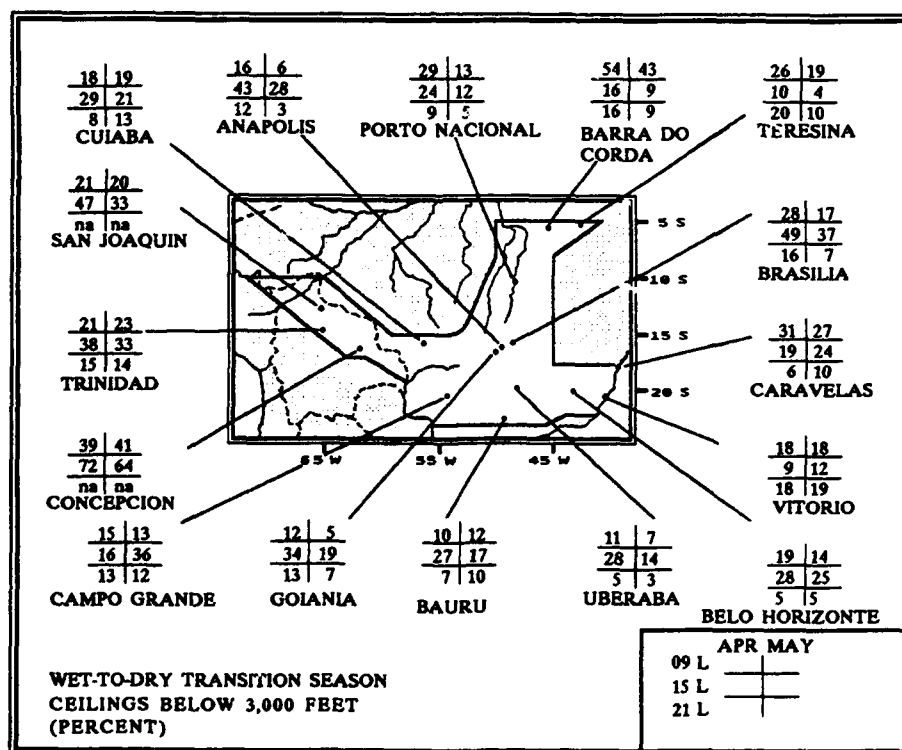 18 19
29 21
8 13
CUIABA
16 6
43 28
12 3
ANAPOLIS
29 13
24 12
9 5
PORTO NACIONAL
54 43
16 9
16 9
BARRA DO
CORDA
26 19
10 4
20 10
TERESINA
21 20
47 33
na na
SAN JOAQUIN
28 17
49 37
16 7
BRASILIA
21 23
38 33
15 14
TRINIDAD
31 27
19 24
6 10
CARAVELAS
5 S
10 S
15 S
20 S
65 W
55 W
45 W
39 41
72 64
na na
CONCEPCION
18 18
9 12
18 19
VITORIO
15 13
16 36
13 12
CAMPO GRANDE
12 5
34 19
13 7
GOIANIA
10 12
27 17
7 10
BAURU
11 7
28 14
5 3
UBERABA
19 14
28 25
5 5
BELO HORIZONTE
WET-TO-DRY TRANSITION SEASON
CEILINGS BELOW 3,000 FEET
(PERCENT)
APR MAY
09 L
15 L
21 L